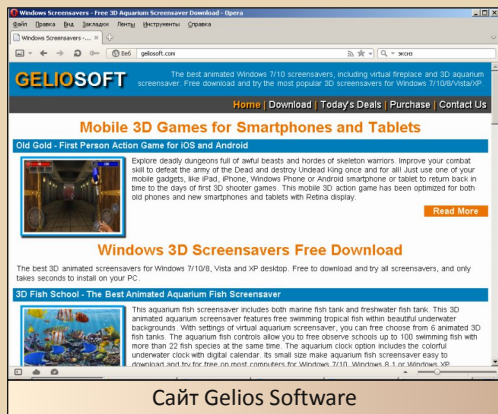 Windows Screensavers - Free 3D Aquarium Screensaver Download - Opera
Файл Правка Вид Закладки Ленты Инструменты Справка
Windows Screensavers - ...
Веб geliosoft.com
GELIOSOFT
The best animated Windows 7/10 screensavers, including virtual fireplace and 3D aquarium
screensaver. Free download and try the most popular 3D screensavers for Windows 7/10/8/Vista/XP.
Home | Download | Today's Deals | Purchase | Contact Us
Mobile 3D Games for Smartphones and Tablets
Old Gold - First Person Action Game for iOS and Android
Explore deadly dungeons full of awful beasts and hordes of skeleton warriors. Improve your combat
skill to defeat the army of the Dead and destroy Undead King once and for all! Just use one of your
mobile gadgets, like iPad, iPhone, Windows Phone or Android smartphone or tablet to return back in
time to the days of first 3D shooter games. This mobile 3D action game has been optimized for both
old phones and new smartphones and tablets with Retina display.
Read More
Windows 3D Screensavers Free Download
The best 3D animated screensavers for Windows 7/10/8, Vista and XP desktop. Free to download and try all screensavers, and only
takes seconds to install on your PC.
3D Fish School - The Best Animated Aquarium Fish Screensaver
This aquarium fish screensaver includes both marine fish tank and freshwater fish tank. This 3D
animated aquarium screensaver features free swimming tropical fish within beautiful underwater
backgrounds. With settings of virtual aquarium screensaver, you can free choose from 6 animated 3D
fish tanks. The aquarium fish controls allow you to free observe schools up to 100 swimming fish with
more than 22 fish species at the same time. The aquarium clock option includes the colorful
underwater clock with digital calendar. Its small size make aquarium fish screensaver easy to
download and try for free on most computers for Windows 7/10, Windows 8.1 or Windows XP
Сайт Gelios Software